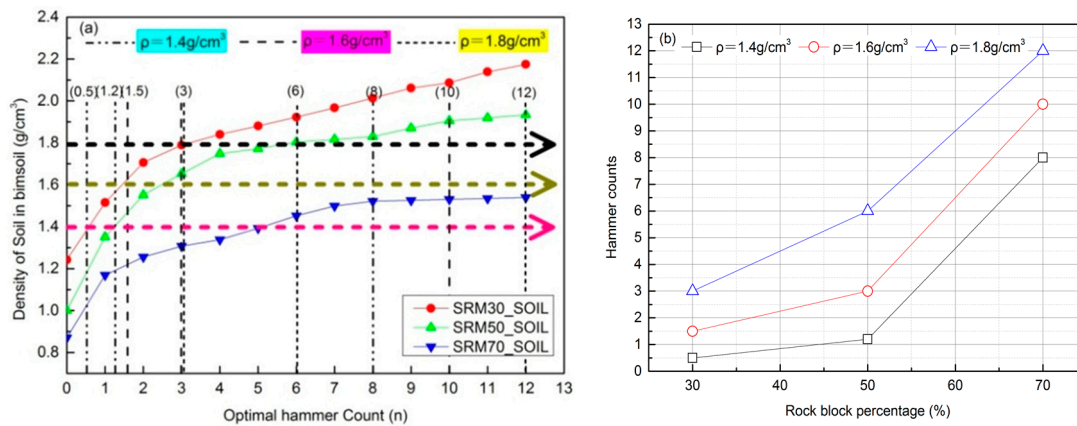 (a)
ρ=1.4g/cm³
ρ=1.6g/cm³
ρ=1.8g/cm³
(0.5)(1.2)(1.5)
(3)
(6)
(8)
(10)
(12)
Density of Soil in bimsoil (g/cm³)
2.4
2.2
2.0
1.8
1.6
1.4
1.2
1.0
0.8
SRM30_SOIL
SRM50_SOIL
SRM70_SOIL
0 1 2 3 4 5 6 7 8 9 10 11 12 13
Optimal hammer Count (n)
(b)
ρ=1.4g/cm³
ρ=1.6g/cm³
ρ=1.8g/cm³
Hammer counts
13
12
11
10
9
8
7
6
5
4
3
2
1
0
30 40 50 60 70
Rock block percentage (%)